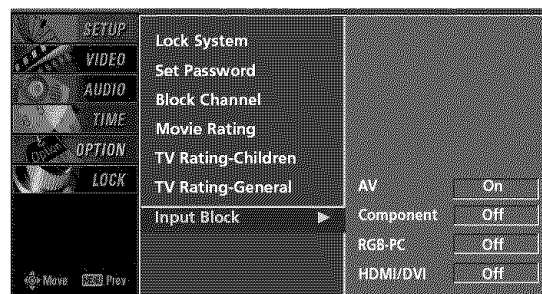 SETUP
VIDEO
AUDIO
TIME
OPTION
LOCK
Move MENU Prev
Lock System
Set Password
Block Channel
Movie Rating
TV Rating-Children
TV Rating-General
Input Block ▶
AV On
Component Off
RGB-PC Off
HDMI/DVI Off